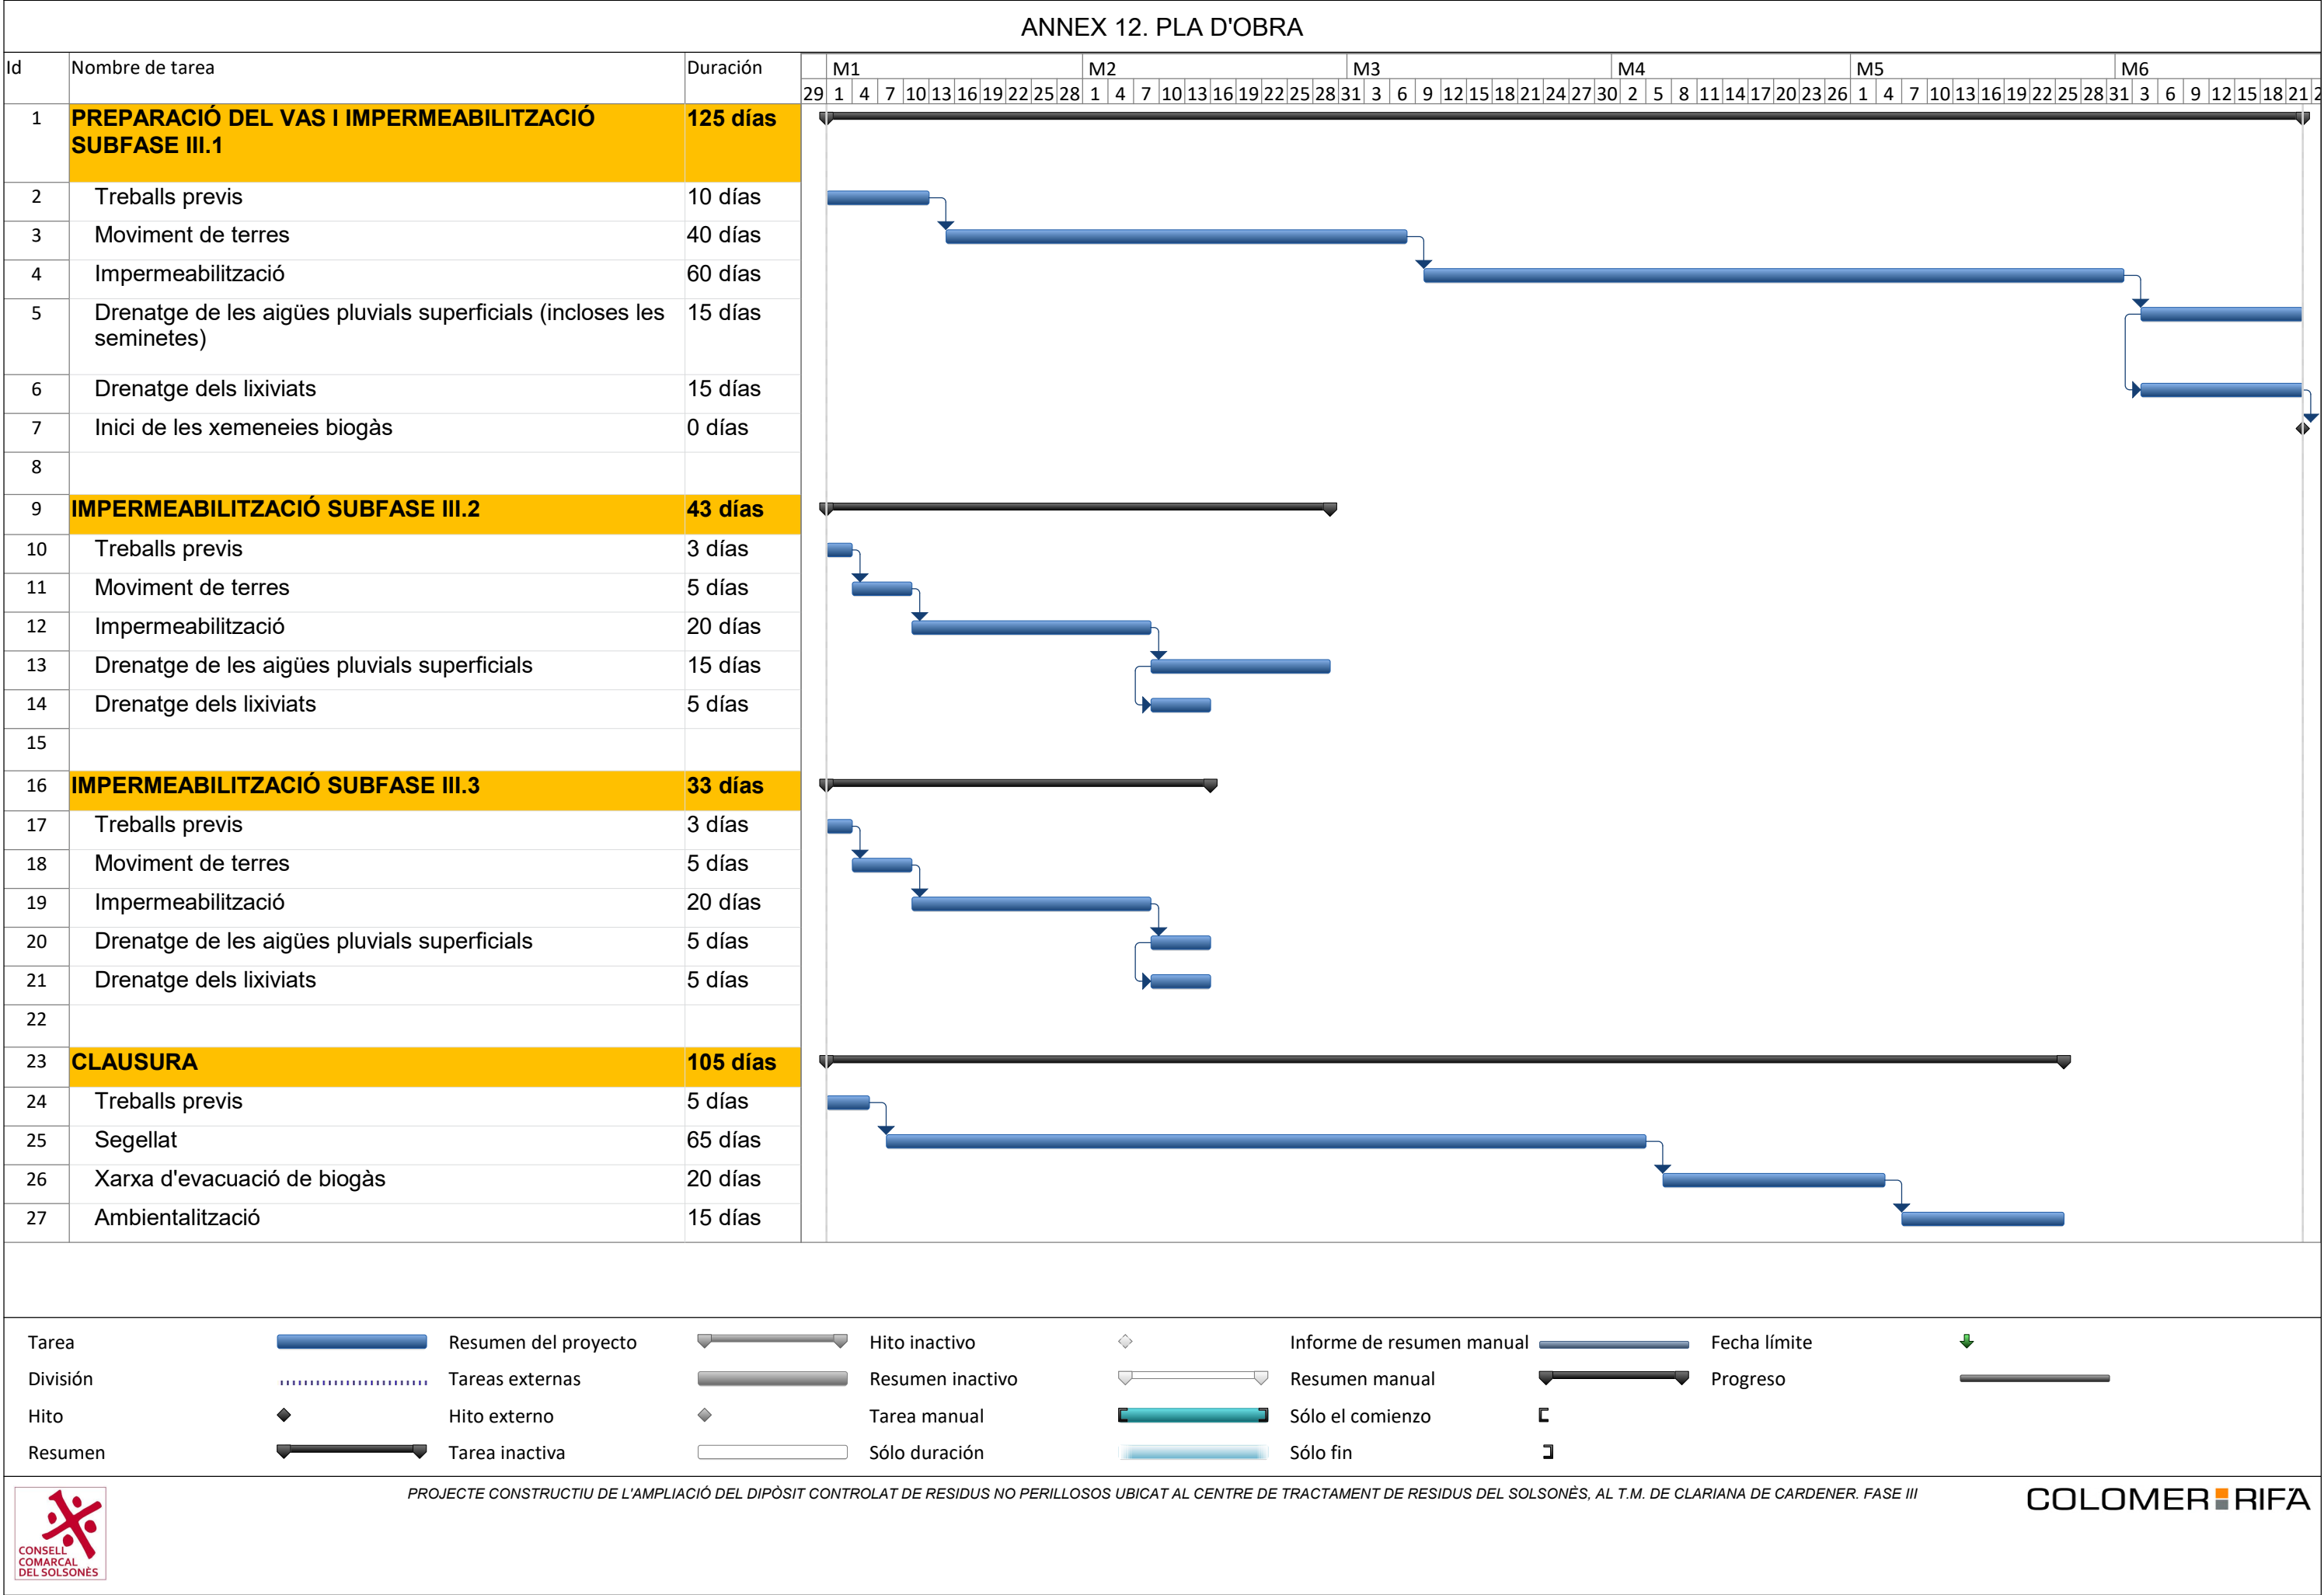 ANNEX 12. PLA D'OBRA
Id Nombre de tarea Duración M1 M2 M3 M4 M5 M6
29 1 4 7 10 13 16 19 22 25 28 1 4 7 10 13 16 19 22 25 28 31 3 6 9 12 15 18 21 24 27 30 2 5 8 11 14 17 20 23 26 1 4 7 10 13 16 19 22 25 28 31 3 6 9 12 15 18 21 2
1 PREPARACIÓ DEL VAS I IMPERMEABILITZACIÓ 125 días
SUBFASE III.1
2 Treballs previs 10 días
3 Moviment de terres 40 días
4 Impermeabilització 60 días
5 Drenatge de les aigües pluvials superficials (incloses les 15 días
seminetes)
6 Drenatge dels lixiviats 15 días
7 Inici de les xemeneies biogàs 0 días
8
9 IMPERMEABILITZACIÓ SUBFASE III.2 43 días
10 Treballs previs 3 días
11 Moviment de terres 5 días
12 Impermeabilització 20 días
13 Drenatge de les aigües pluvials superficials 15 días
14 Drenatge dels lixiviats 5 días
15
16 IMPERMEABILITZACIÓ SUBFASE III.3 33 días
17 Treballs previs 3 días
18 Moviment de terres 5 días
19 Impermeabilització 20 días
20 Drenatge de les aigües pluvials superficials 5 días
21 Drenatge dels lixiviats 5 días
22
23 CLAUSURA 105 días
24 Treballs previs 5 días
25 Segellat 65 días
26 Xarxa d'evacuació de biogàs 20 días
27 Ambientalització 15 días
Tarea Resumen del proyecto Hito inactivo Informe de resumen manual Fecha límite
División Tareas externas Resumen inactivo Resumen manual Progreso
Hito Hito externo Tarea manual Sólo el comienzo
Resumen Tarea inactiva Sólo duración Sólo fin
PROJECTE CONSTRUCTIU DE L'AMPLIACIÓ DEL DIPÒSIT CONTROLAT DE RESIDUS NO PERILLOSOS UBICAT AL CENTRE DE TRACTAMENT DE RESIDUS DEL SOLSONÈS, AL T.M. DE CLARIANA DE CARDENER. FASE III
COLOMER RIFÀ
CONSELL
COMARCAL
DEL SOLSONÈS